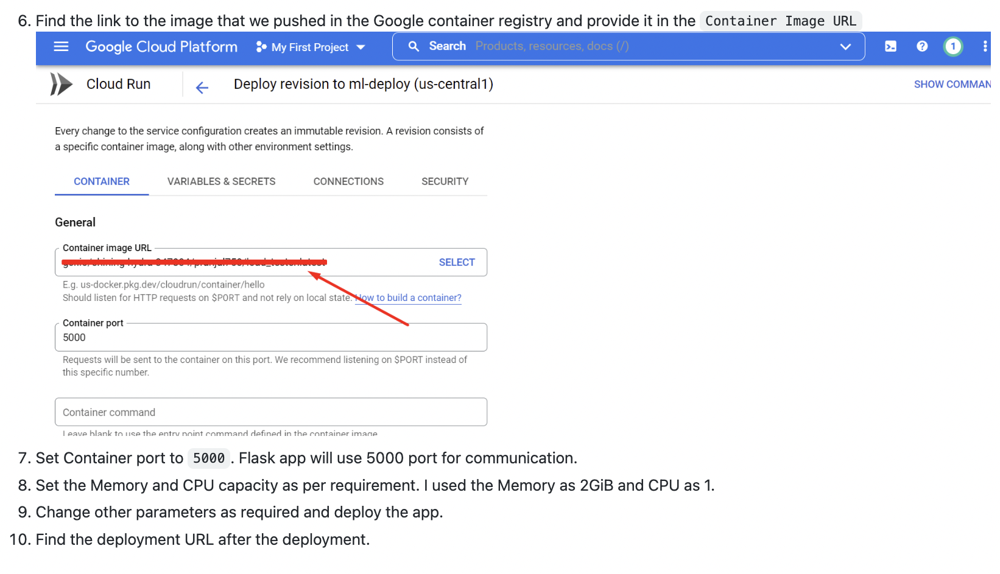 6. Find the link to the image that we pushed in the Google container registry and provide it in the Container Image URL
Google Cloud Platform My First Project Search Products, resources, docs (/) 1
Cloud Run Deploy revision to ml-deploy (us-central1) SHOW COMMAN
Every change to the service configuration creates an immutable revision. A revision consists of
a specific container image, along with other environment settings.
CONTAINER VARIABLES & SECRETS CONNECTIONS SECURITY
General
Container image URL
SELECT
E.g. us-docker.pkg.dev/cloudrun/container/hello
Should listen for HTTP requests on $PORT and not rely on local state. How to build a container?
Container port
5000
Requests will be sent to the container on this port. We recommend listening on $PORT instead of
this specific number.
Container command
Leave blank to use the entry point command defined in the container image
7. Set Container port to 5000. Flask app will use 5000 port for communication.
8. Set the Memory and CPU capacity as per requirement. I used the Memory as 2GiB and CPU as 1.
9. Change other parameters as required and deploy the app.
10. Find the deployment URL after the deployment.